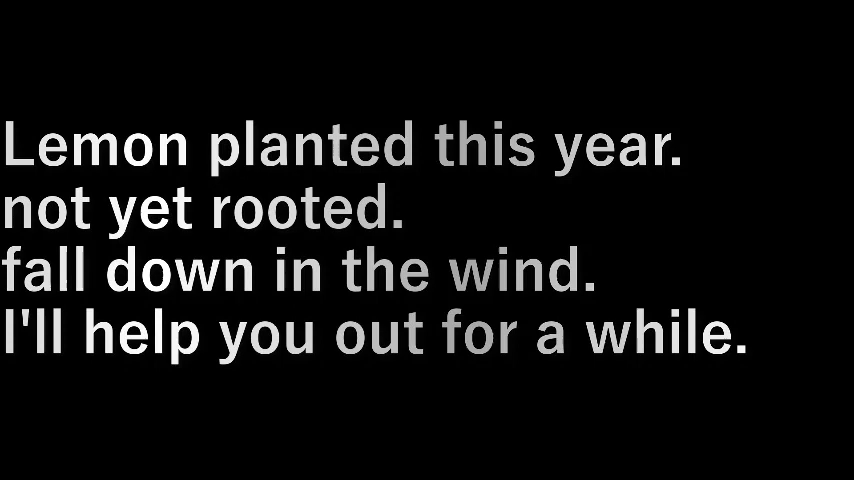 Lemon planted this year.
not yet rooted.
fall down in the wind.
I'll help you out for a while.